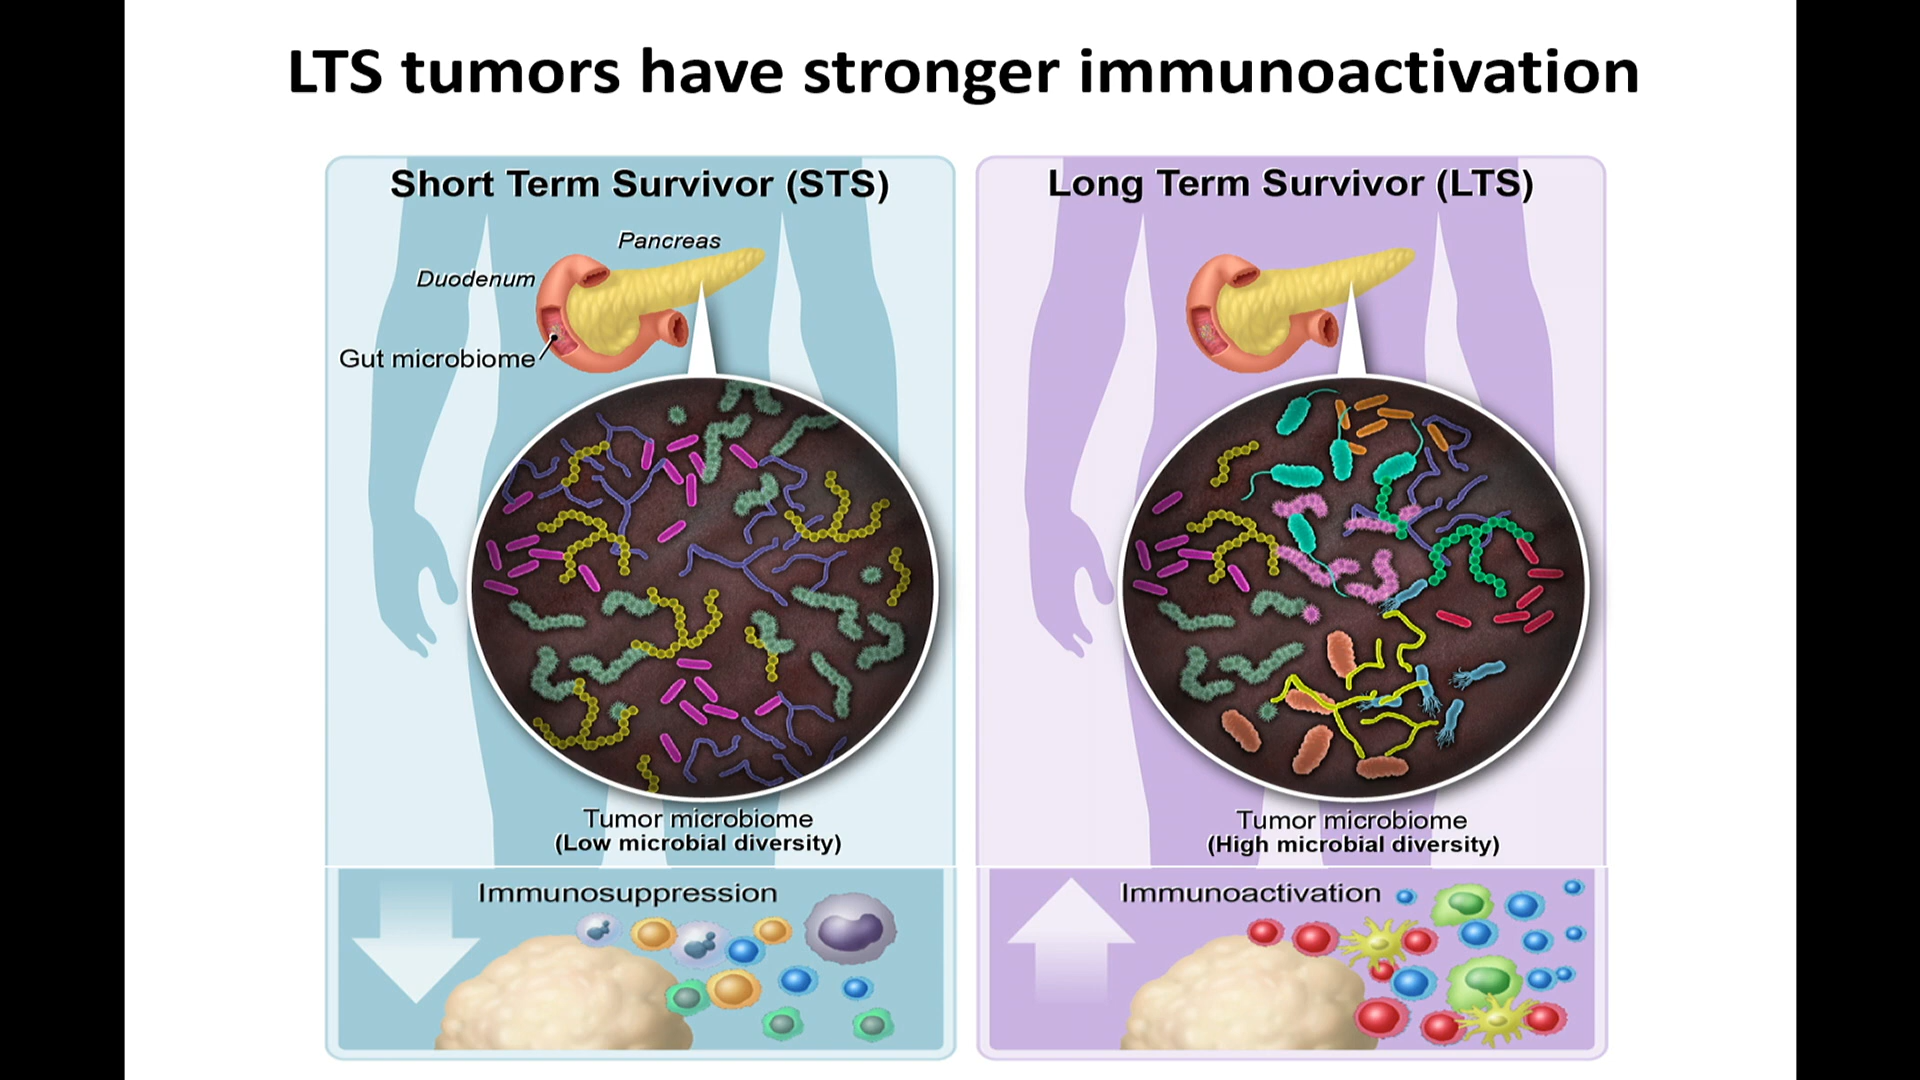 LTS tumors have stronger immunoactivation
Short Term Survivor (STS)
Pancreas
Duodenum
Gut microbiome
Tumor microbiome
(Low microbial diversity)
Immunosuppression
Long Term Survivor (LTS)
Tumor microbiome
(High microbial diversity)
Immunoactivation